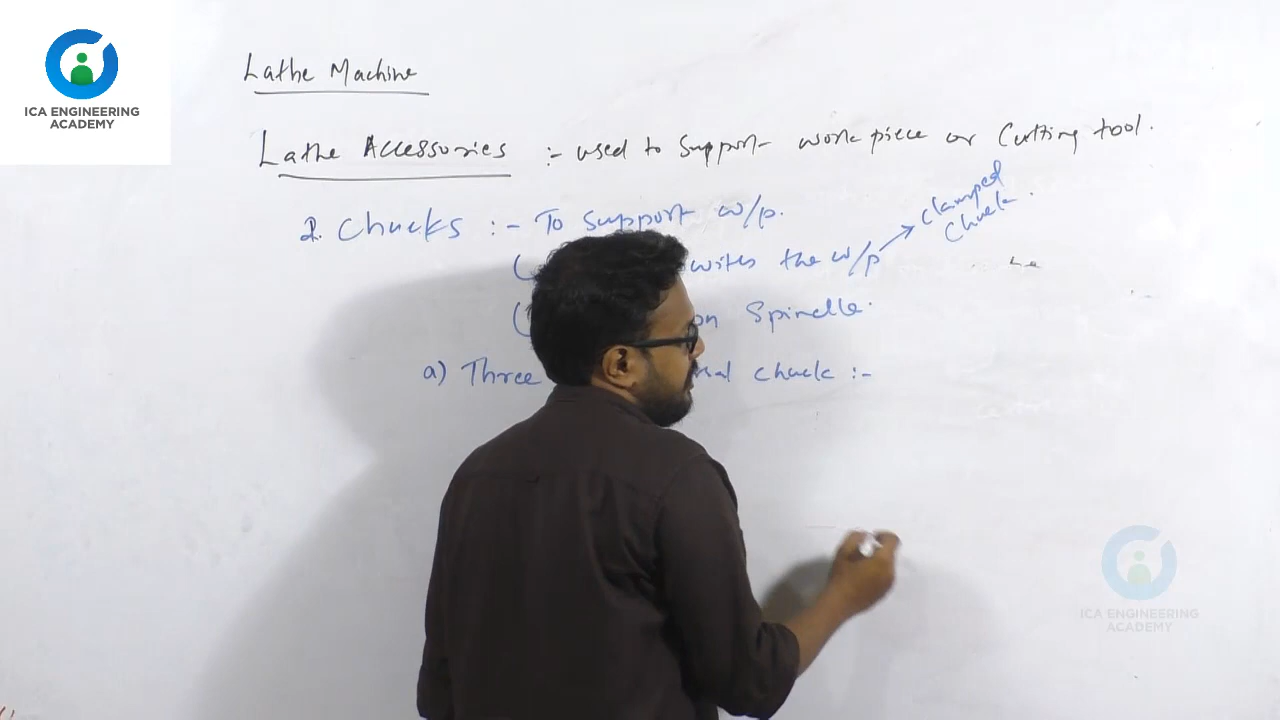 ICA ENGINEERING
ACADEMY
Lathe Machine
Lathe Accessories :- used to support work piece or Cutting tool.
2. Chucks :- To support w/p.
with the w/p → clamped
chuck.
on Spindle.
a) Three chuck :-
ICA ENGINEERING
ACADEMY